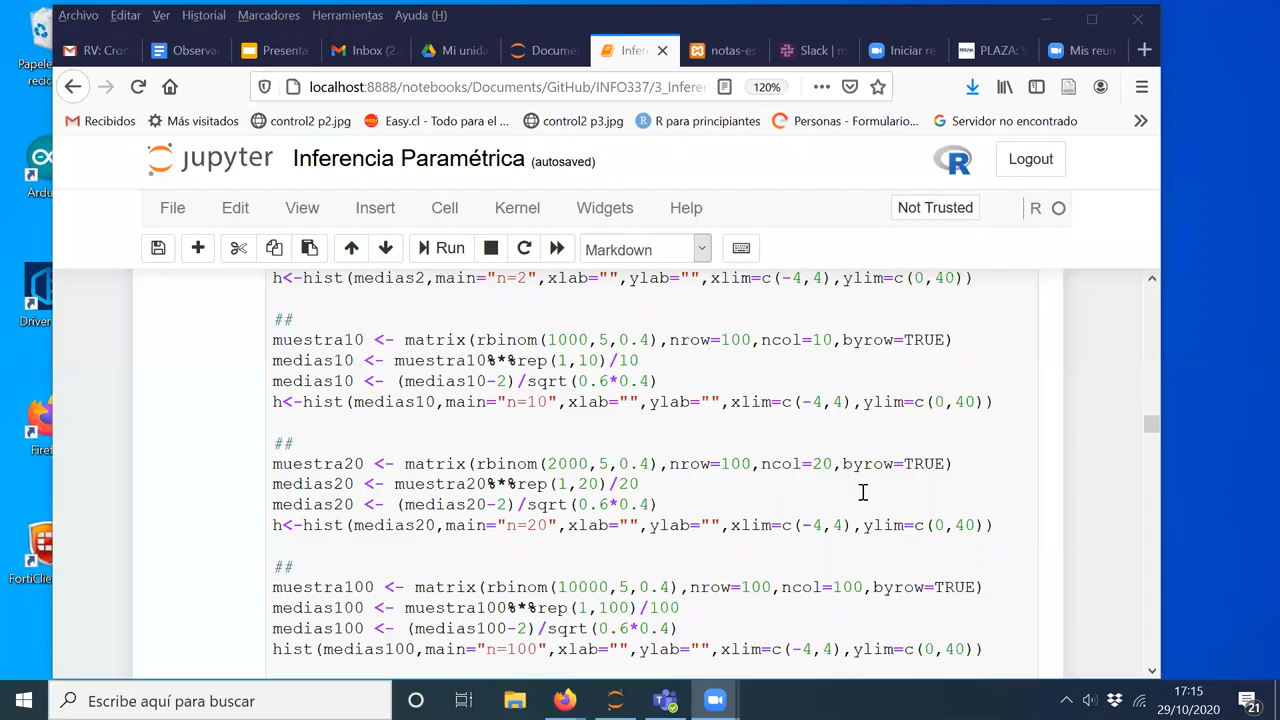 Archivo Editar Ver Historial Marcadores Herramientas Ayuda (H)
RV: Cron Observa Presenta Inbox (2. Mi unida Docume Infer notas-es Slack | m Iniciar re PLAZA: Mis reun
localhost:8888/notebooks/Documents/GitHub/INFO337/3_Inferer 120%
Recibidos Más visitados control2 p2.jpg Easy.cl - Todo para el ... control2 p3.jpg R para principiantes Personas - Formulario... Servidor no encontrado
jupyter Inferencia Paramétrica (autosaved) R Logout
File Edit View Insert Cell Kernel Widgets Help Not Trusted R
Run Markdown
h<-hist(medias2,main="n=2",xlab="",ylab="",xlim=c(-4,4),ylim=c(0,40))
##
muestra10 <- matrix(rbinom(1000,5,0.4),nrow=100,ncol=10,byrow=TRUE)
medias10 <- muestra10%*%rep(1,10)/10
medias10 <- (medias10-2)/sqrt(0.6*0.4)
h<-hist(medias10,main="n=10",xlab="",ylab="",xlim=c(-4,4),ylim=c(0,40))
##
muestra20 <- matrix(rbinom(2000,5,0.4),nrow=100,ncol=20,byrow=TRUE)
medias20 <- muestra20%*%rep(1,20)/20
medias20 <- (medias20-2)/sqrt(0.6*0.4)
h<-hist(medias20,main="n=20",xlab="",ylab="",xlim=c(-4,4),ylim=c(0,40))
##
muestra100 <- matrix(rbinom(10000,5,0.4),nrow=100,ncol=100,byrow=TRUE)
medias100 <- muestra100%*%rep(1,100)/100
medias100 <- (medias100-2)/sqrt(0.6*0.4)
hist(medias100,main="n=100",xlab="",ylab="",xlim=c(-4,4),ylim=c(0,40))
Papele
recic
Ardu
Driver
Firef
FortiClie
Escribe aquí para buscar
17:15
29/10/2020
21